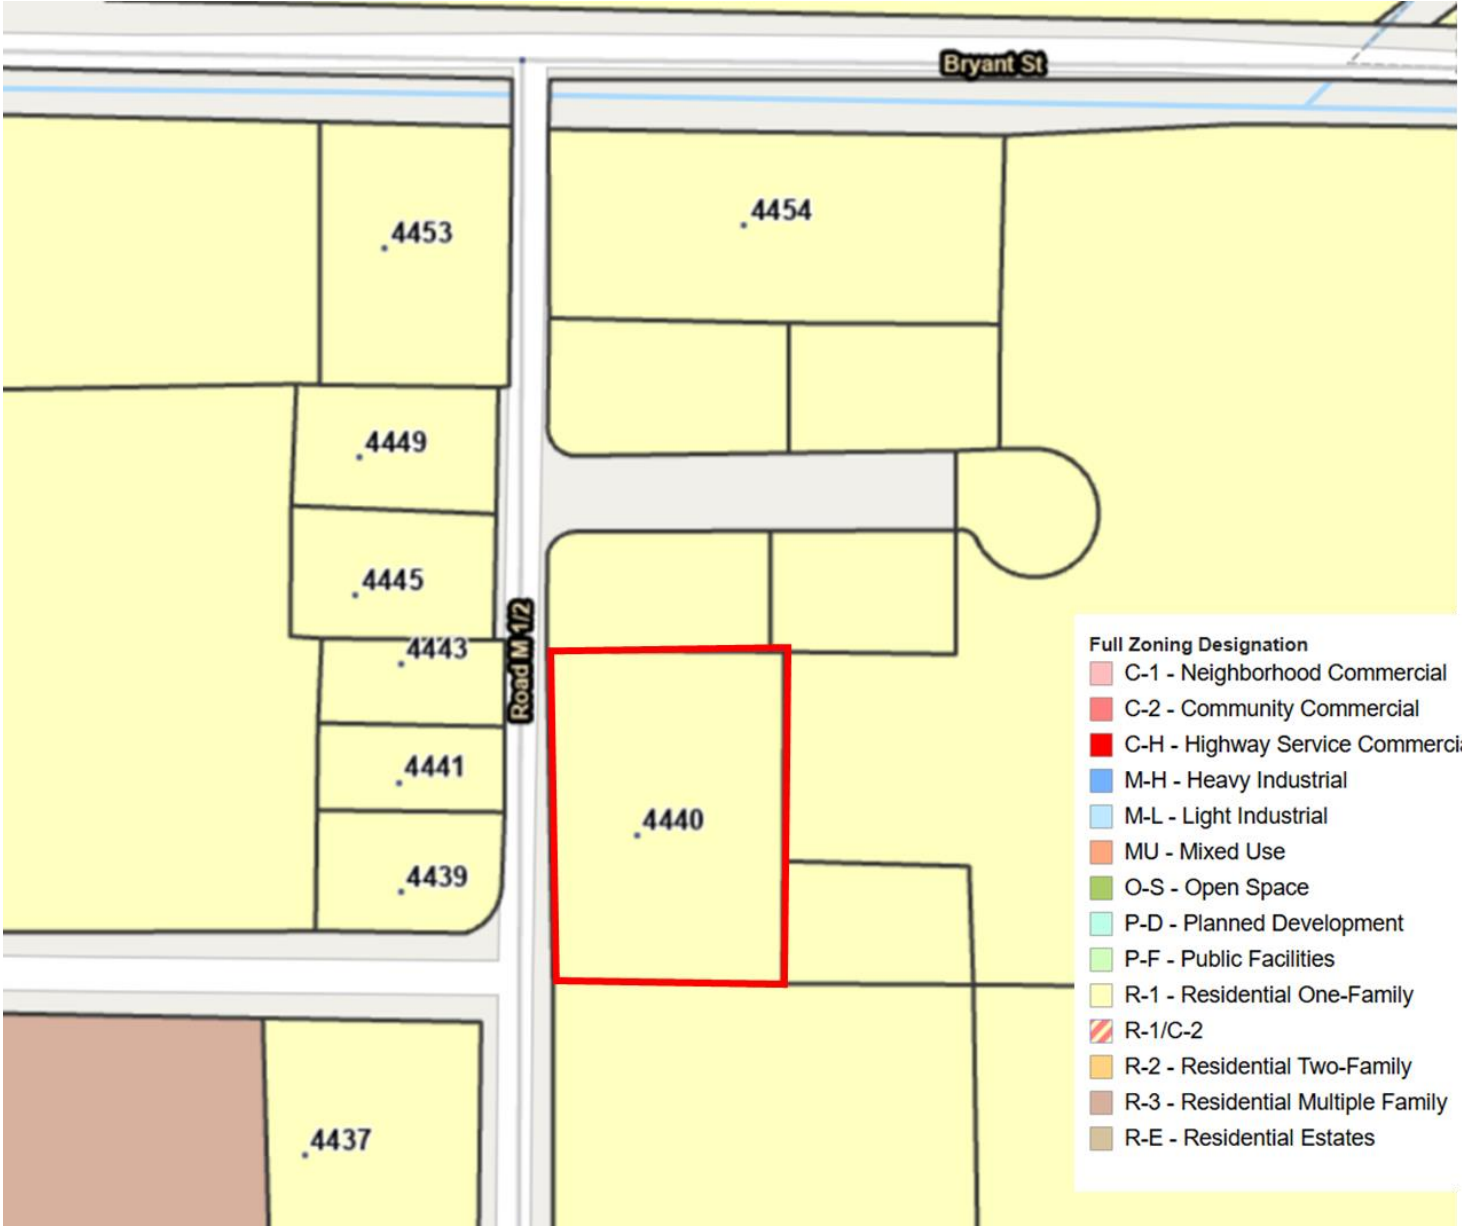 Bryant St
4454
4453
4449
4445
4443
Road M 1/2
4441
4440
4439
4437
Full Zoning Designation
C-1 - Neighborhood Commercial
C-2 - Community Commercial
C-H - Highway Service Commercia
M-H - Heavy Industrial
M-L - Light Industrial
MU - Mixed Use
O-S - Open Space
P-D - Planned Development
P-F - Public Facilities
R-1 - Residential One-Family
R-1/C-2
R-2 - Residential Two-Family
R-3 - Residential Multiple Family
R-E - Residential Estates